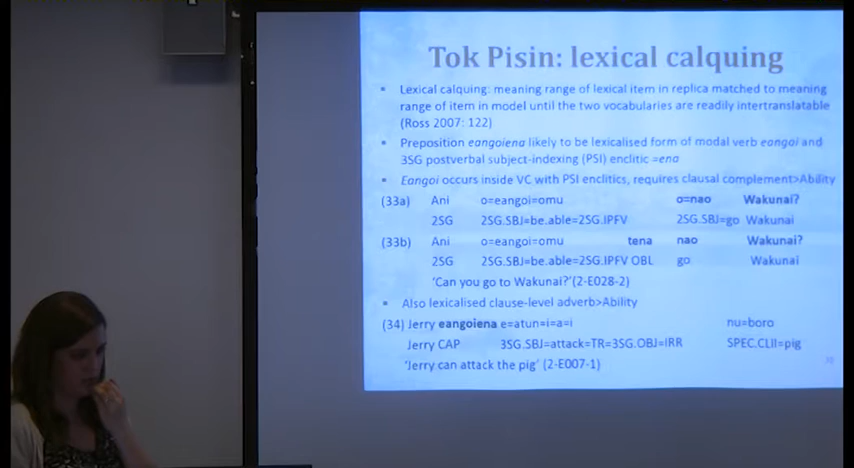 Tok Pisin: lexical calquing
▪ Lexical calquing: meaning range of lexical item in replica matched to meaning
range of item in model until the two vocabularies are readily intertranslatable
(Ross 2007: 122)
▪ Preposition eangoiena likely to be lexicalised form of modal verb eangoi and
3SG postverbal subject-indexing (PSI) enclitic =ena
▪ Eangoi occurs inside VC with PSI enclitics, requires clausal complement>Ability
(33a) Ani o=eangoi=omu o=nao Wakunai?
2SG 2SG.SBJ=be.able=2SG.IPFV 2SG.SBJ=go Wakunai
(33b) Ani o=eangoi=omu tena nao Wakunai?
2SG 2SG.SBJ=be.able=2SG.IPFV OBL go Wakunai
‘Can you go to Wakunai?’(2-E028-2)
▪ Also lexicalised clause-level adverb>Ability
(34) Jerry eangoiena e=atun=i=a=i nu=boro
Jerry CAP 3SG.SBJ=attack=TR=3SG.OBJ=IRR SPEC.CLII=pig
‘Jerry can attack the pig’ (2-E007-1)